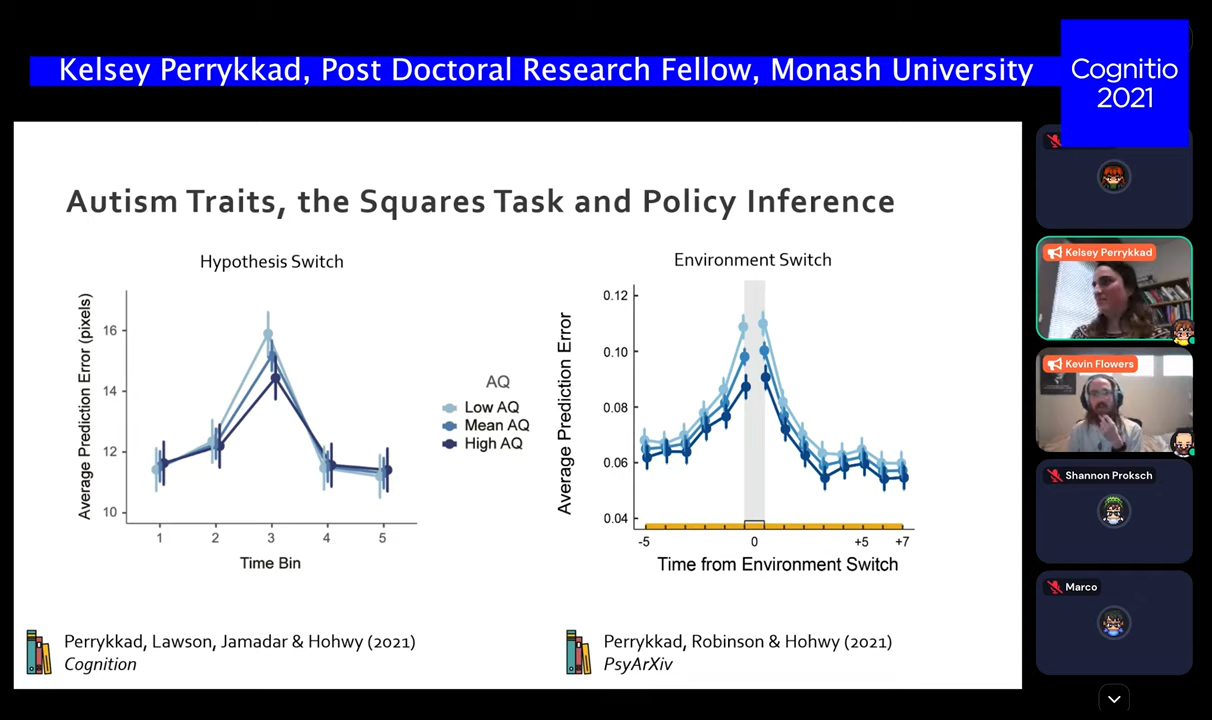 Kelsey Perrykkad, Post Doctoral Research Fellow, Monash University
Cognitio
2021
Autism Traits, the Squares Task and Policy Inference
Hypothesis Switch
Average Prediction Error (pixels)
16
14
12
10
1 2 3 4 5
Time Bin
AQ
Low AQ
Mean AQ
High AQ
Environment Switch
Average Prediction Error
0.12
0.10
0.08
0.06
0.04
-5 0 +5 +7
Time from Environment Switch
Perrykkad, Lawson, Jamadar & Hohwy (2021)
Cognition
Perrykkad, Robinson & Hohwy (2021)
PsyArXiv
Kelsey Perrykkad
Kevin Flowers
Shannon Proksch
Marco